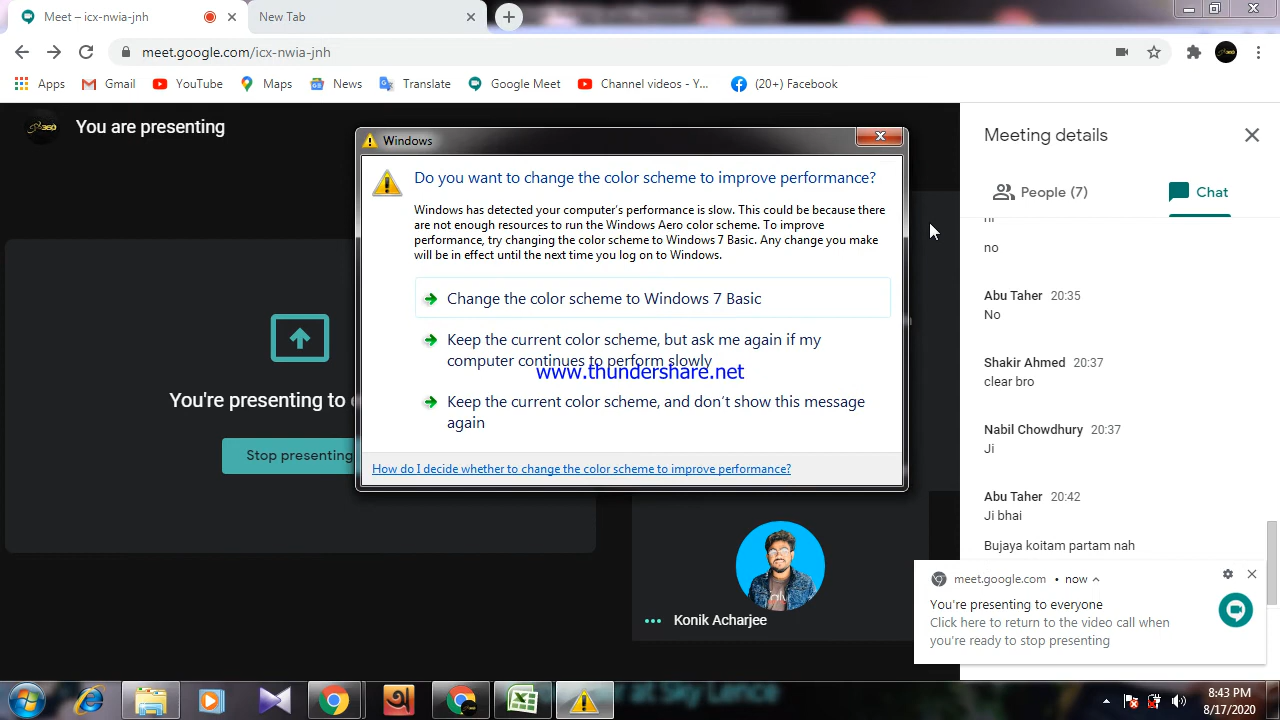 Meet – icx-nwia-jnh
New Tab
meet.google.com/icx-nwia-jnh
Apps
Gmail
YouTube
Maps
News
Translate
Google Meet
Channel videos - Y...
(20+) Facebook
You are presenting
Windows
Do you want to change the color scheme to improve performance?
Windows has detected your computer's performance is slow. This could be because there
are not enough resources to run the Windows Aero color scheme. To improve
performance, try changing the color scheme to Windows 7 Basic. Any change you make
will be in effect until the next time you log on to Windows.
Change the color scheme to Windows 7 Basic
Keep the current color scheme, but ask me again if my
computer continues to perform slowly
www.thundershare.net
Keep the current color scheme, and don't show this message
again
How do I decide whether to change the color scheme to improve performance?
You're presenting to
Stop presenting
Konik Acharjee
Meeting details
People (7)
Chat
no
Abu Taher 20:35
No
Shakir Ahmed 20:37
clear bro
Nabil Chowdhury 20:37
Ji
Abu Taher 20:42
Ji bhai
Bujaya koitam partam nah
meet.google.com • now
You're presenting to everyone
Click here to return to the video call when
you're ready to stop presenting
at Sky Lance
8:43 PM
8/17/2020